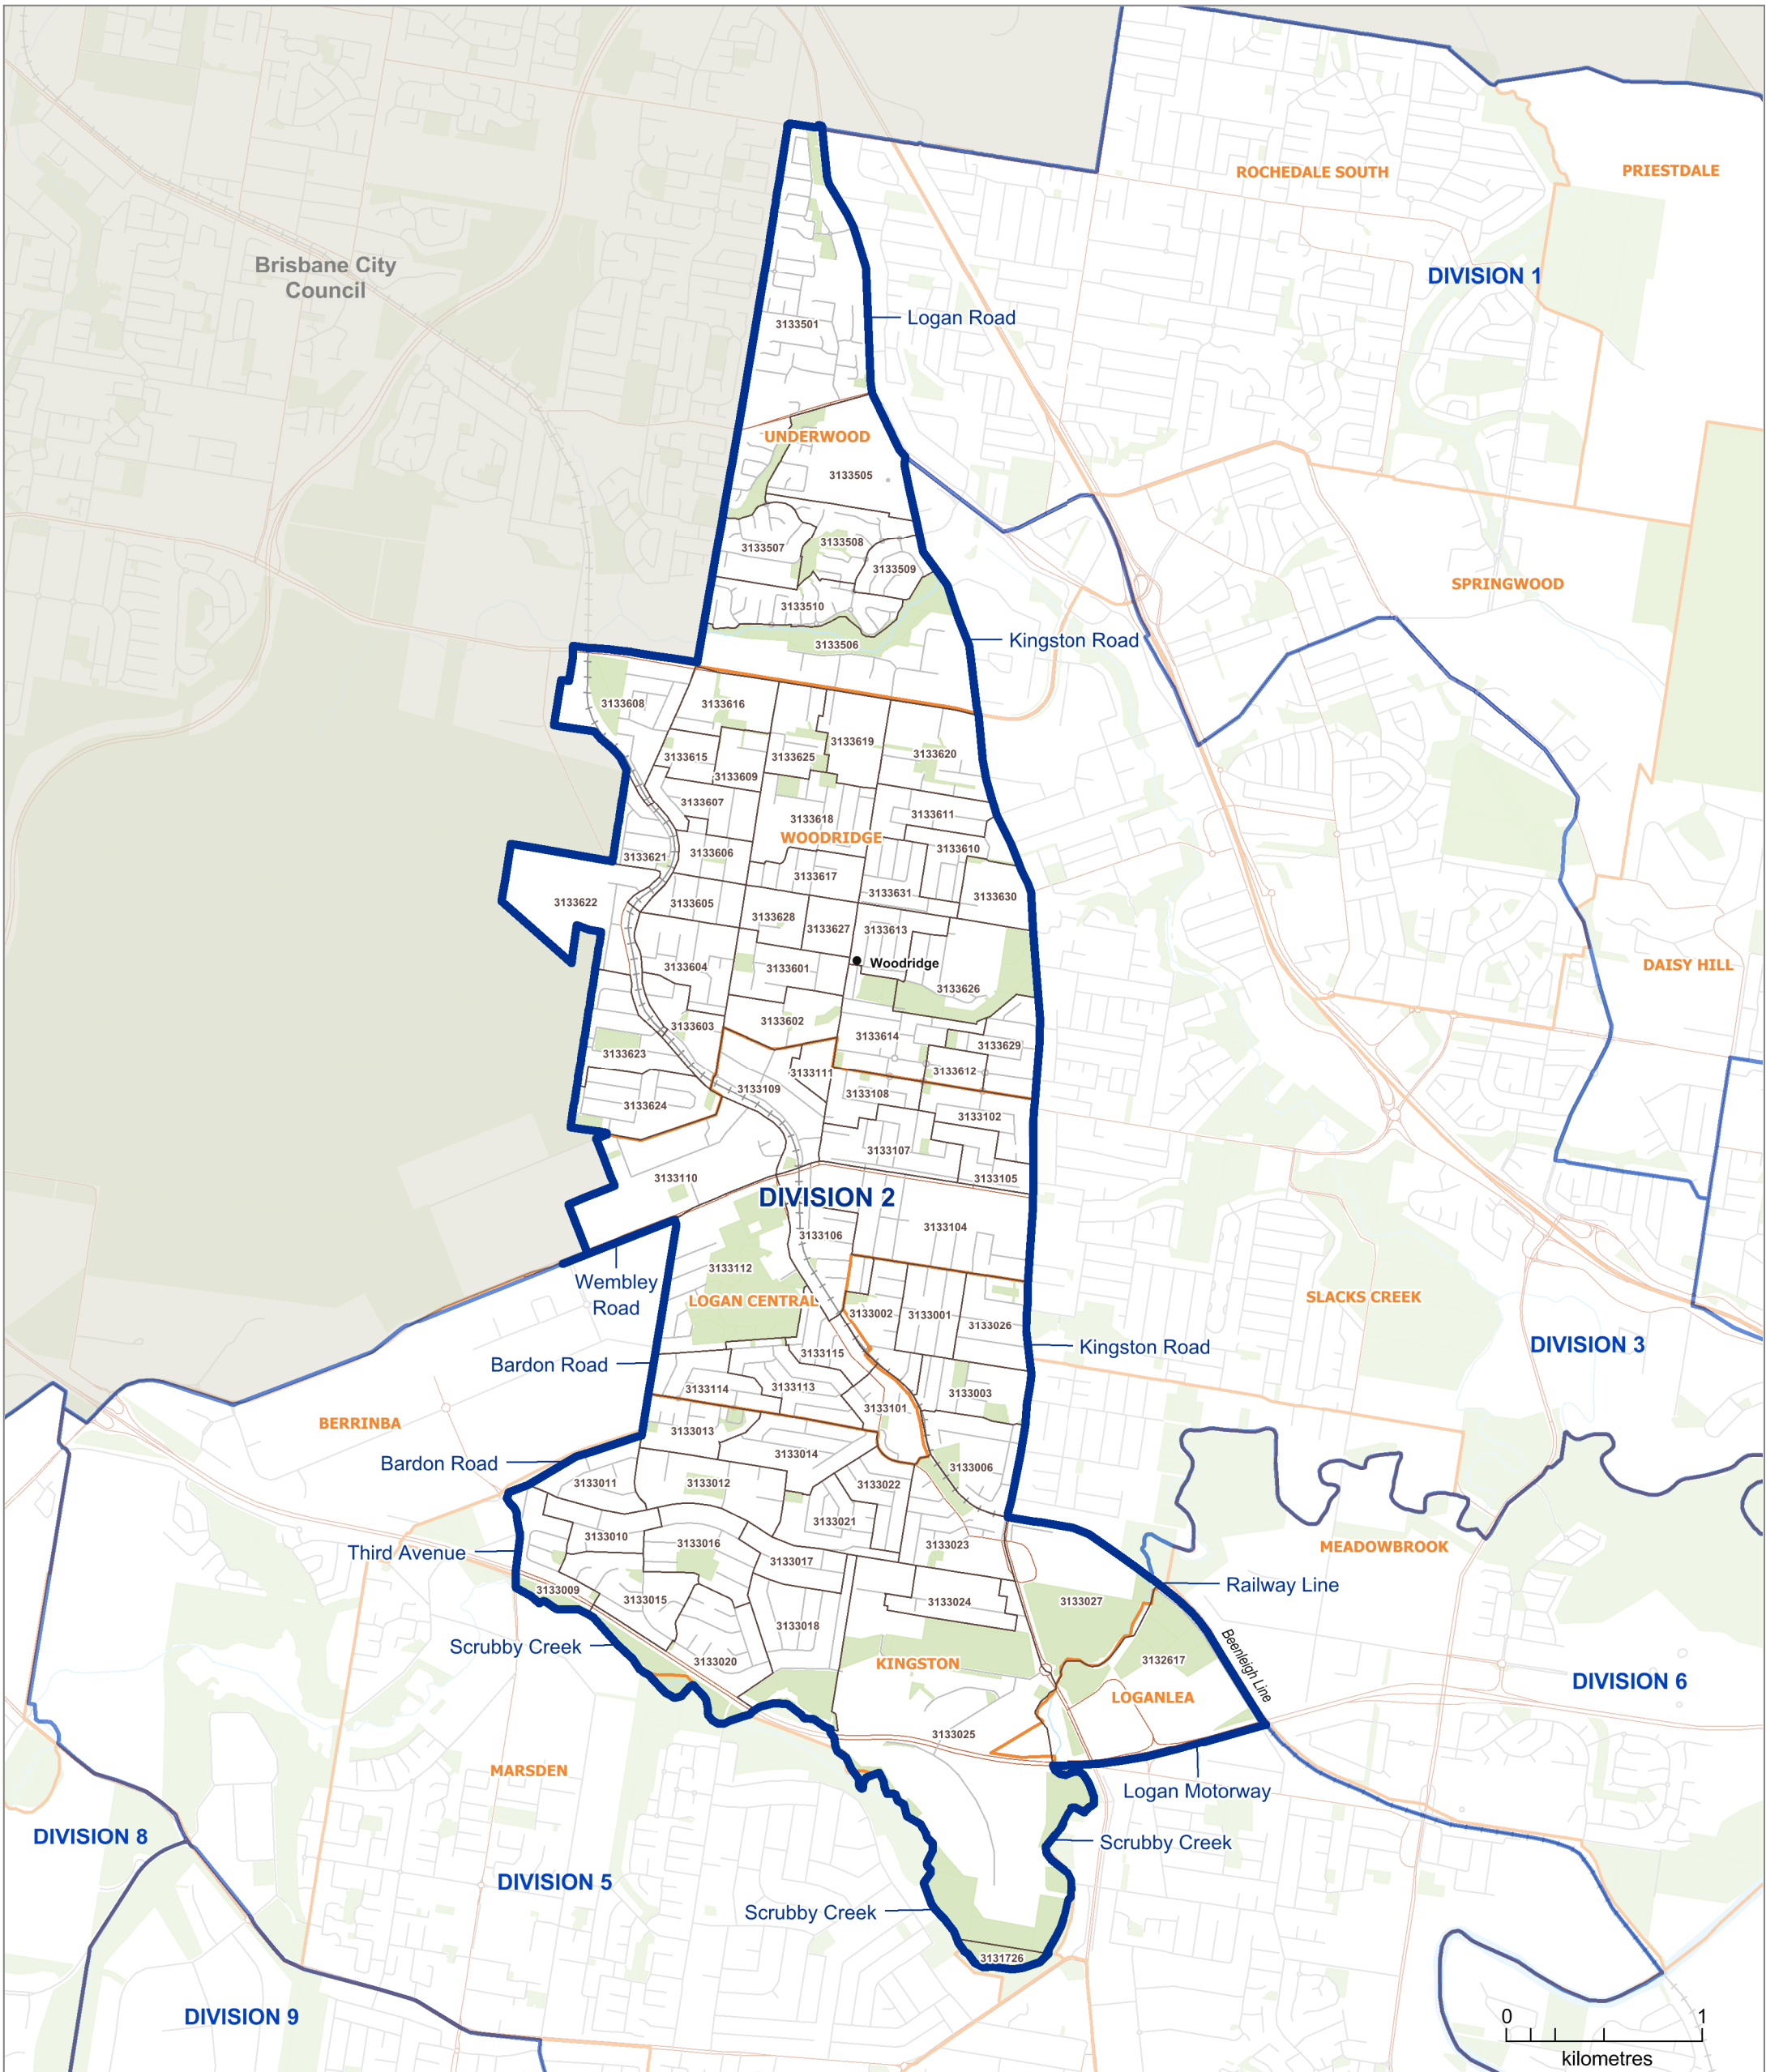 ROCHEDALE SOUTH
PRIESTDALE
Brisbane City
Council
DIVISION 1
Logan Road
3133501
UNDERWOOD
3133505
3133507
3133508
3133509
SPRINGWOOD
3133510
Kingston Road
3133506
3133608
3133616
3133619
3133620
3133615
3133625
3133609
3133607
3133611
3133618
WOODRIDGE
3133610
3133621
3133606
3133617
3133631
3133630
3133622
3133605
3133628
3133627
3133613
Woodridge
DAISY HILL
3133604
3133601
3133626
3133602
3133603
3133614
3133629
3133623
3133612
3133111
3133109
3133108
3133624
3133102
3133107
3133110
3133105
DIVISION 2
3133104
3133106
3133112
Wembley
Road
LOGAN CENTRAL
SLACKS CREEK
3133002
3133001
3133026
DIVISION 3
Kingston Road
3133115
Bardon Road
3133114
3133113
3133003
3133101
BERRINBA
3133013
3133014
Bardon Road
3133006
3133011
3133012
3133022
3133021
3133010
3133016
3133023
MEADOWBROOK
Third Avenue
3133017
Railway Line
3133009
3133015
3133024
3133027
3133018
Scrubby Creek
3133020
KINGSTON
3132617
Beenleigh Line
DIVISION 6
LOGANLEA
3133025
MARSDEN
Logan Motorway
DIVISION 8
Scrubby Creek
DIVISION 5
Scrubby Creek
3131726
DIVISION 9
0 1
kilometres